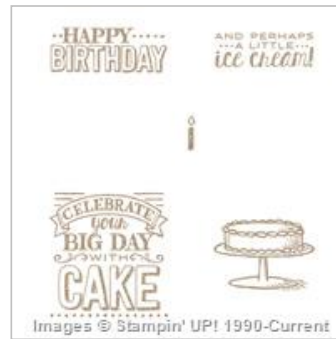 HAPPY
BIRTHDAY
AND PERHAPS
A LITTLE
ice cream!
CELEBRATE
your
BIG DAY
WITH
CAKE
Images © Stampin' UP! 1990-Current